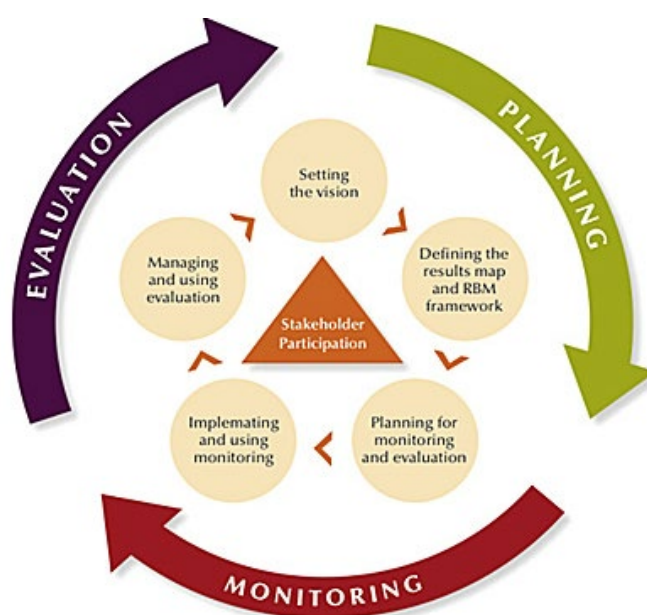 EVALUATION
PLANNING
MONITORING
Setting
the vision
Defining the
results map
and RBM
framework
Planning for
monitoring
and evaluation
Implemating
and using
monitoring
Managing
and using
evaluation
Stakeholder
Participation